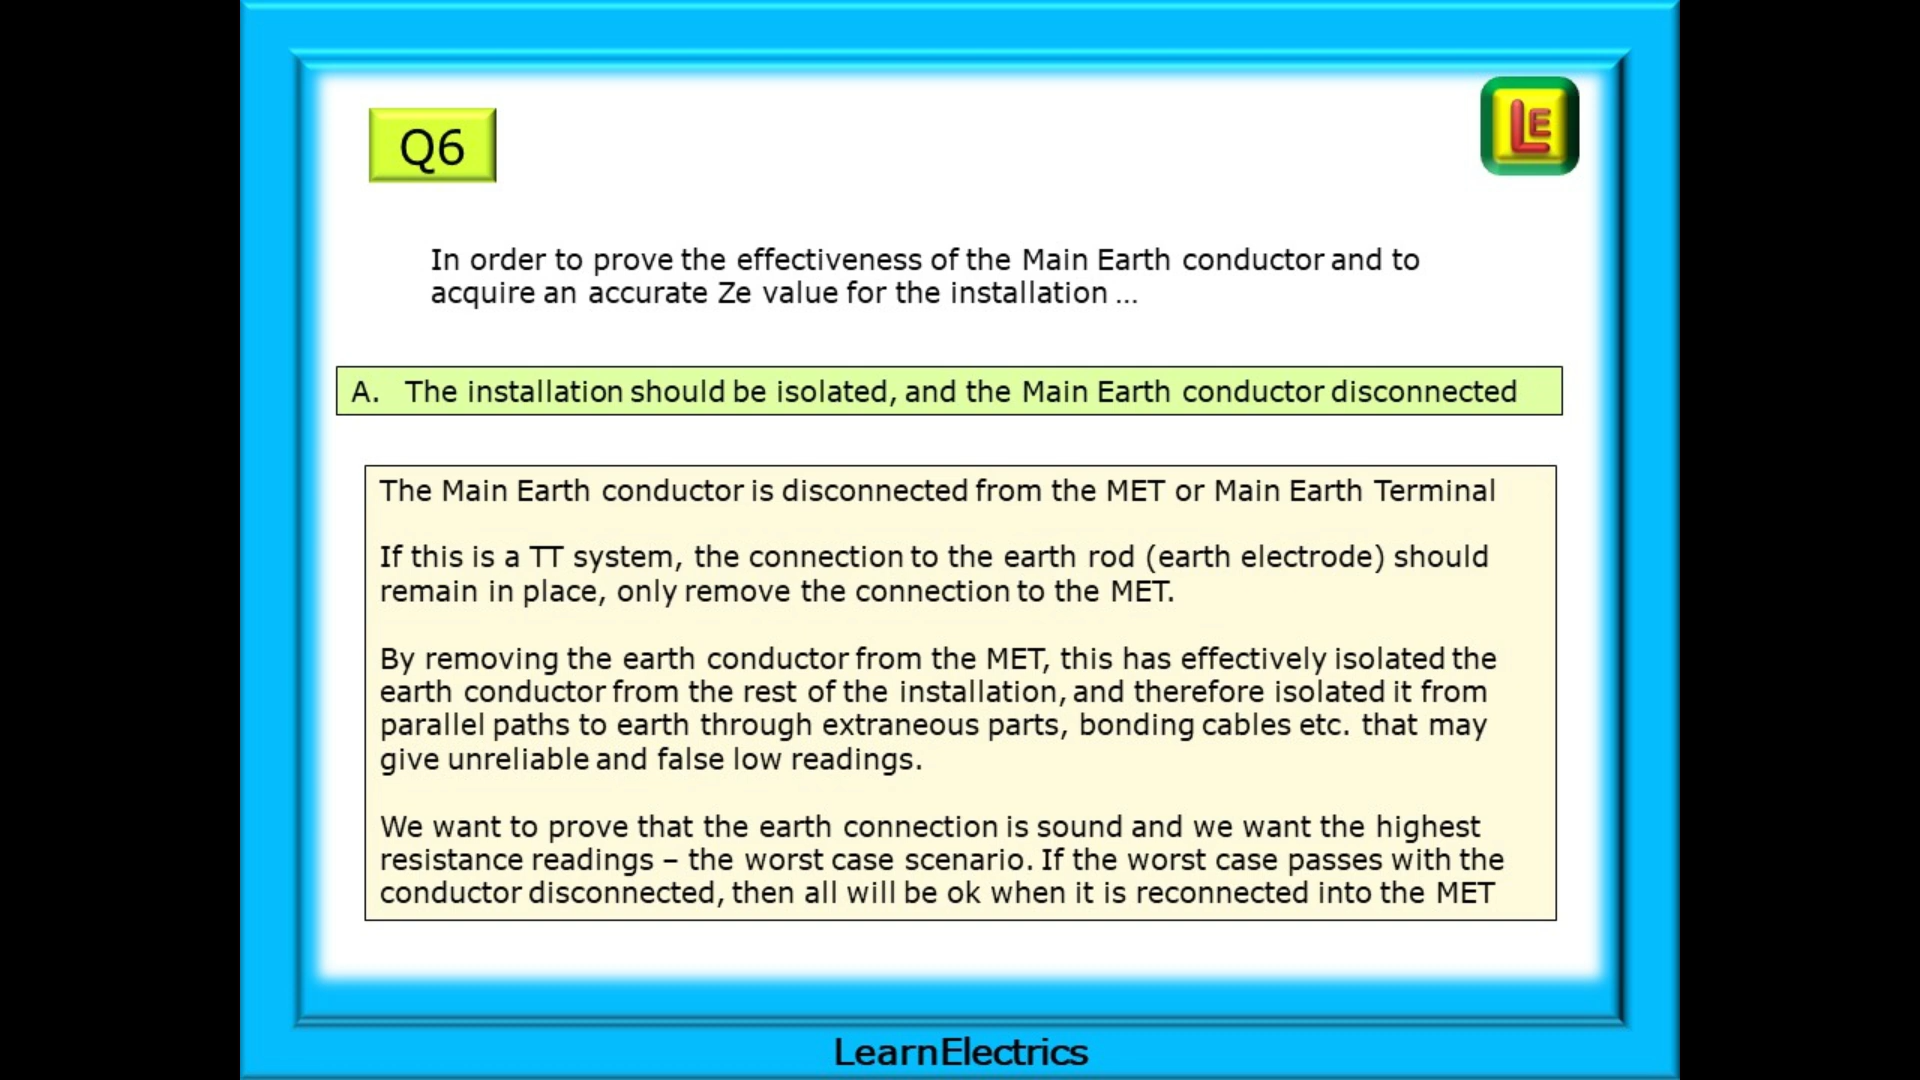 Q6
LE
In order to prove the effectiveness of the Main Earth conductor and to
acquire an accurate Ze value for the installation ...
A. The installation should be isolated, and the Main Earth conductor disconnected
The Main Earth conductor is disconnected from the MET or Main Earth Terminal
If this is a TT system, the connection to the earth rod (earth electrode) should
remain in place, only remove the connection to the MET.
By removing the earth conductor from the MET, this has effectively isolated the
earth conductor from the rest of the installation, and therefore isolated it from
parallel paths to earth through extraneous parts, bonding cables etc. that may
give unreliable and false low readings.
We want to prove that the earth connection is sound and we want the highest
resistance readings – the worst case scenario. If the worst case passes with the
conductor disconnected, then all will be ok when it is reconnected into the MET
LearnElectrics